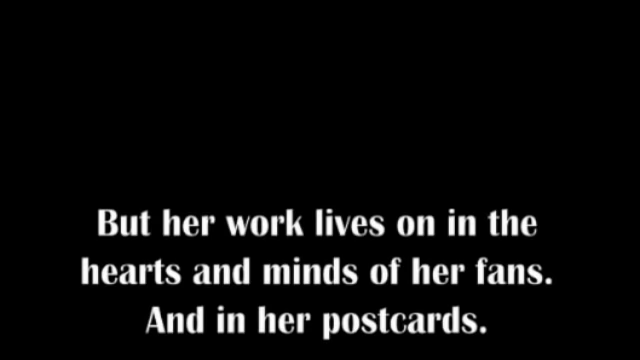 But her work lives on in the
hearts and minds of her fans.
And in her postcards.